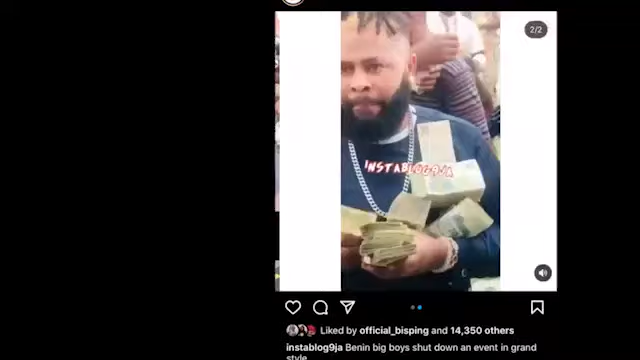 2/2
INSTABLOG9JA
Liked by official_bisping and 14,350 others
instablog9ja Benin big boys shut down an event in grand
style